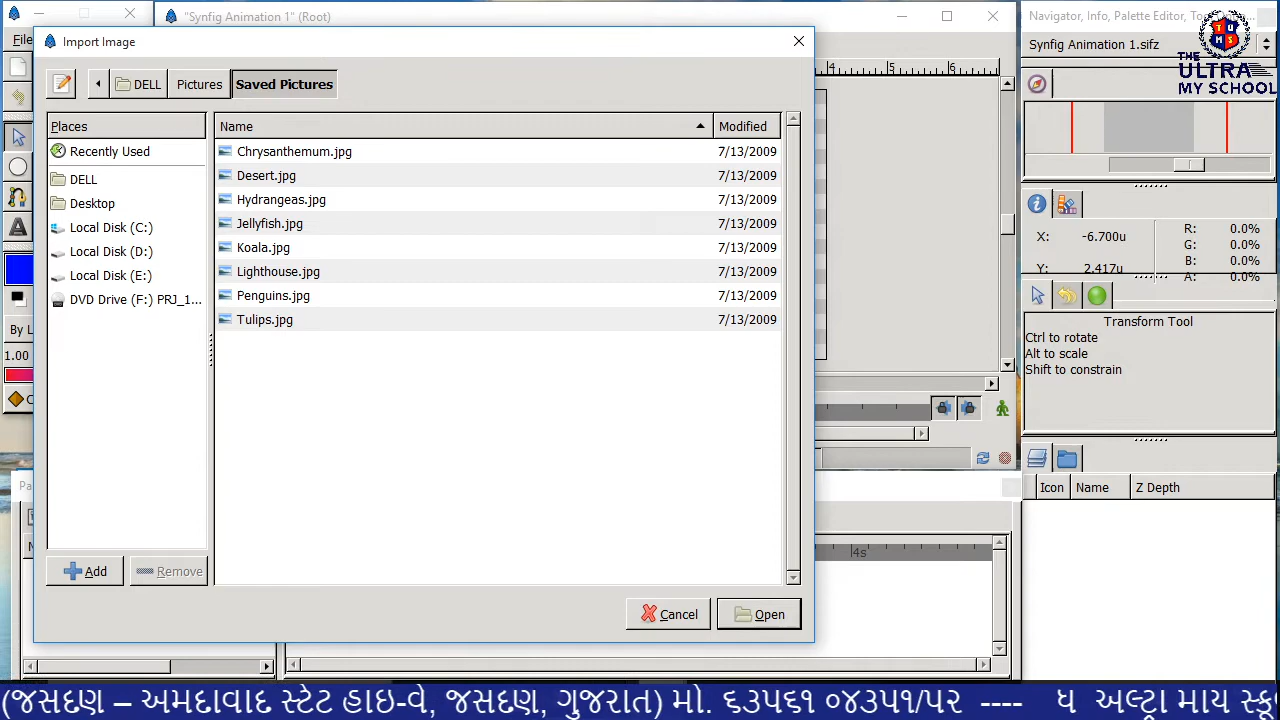 "Synfig Animation 1" (Root)
Navigator, Info, Palette Editor, To
File
Import Image
Synfig Animation 1.sifz
THE
ULTRA
MY SCHOOL
DELL
Pictures
Saved Pictures
4
5
6
Places
Name
Modified
Recently Used
Chrysanthemum.jpg
7/13/2009
DELL
Desert.jpg
7/13/2009
Desktop
Hydrangeas.jpg
7/13/2009
Local Disk (C:)
Jellyfish.jpg
7/13/2009
Local Disk (D:)
Koala.jpg
7/13/2009
Local Disk (E:)
Lighthouse.jpg
7/13/2009
DVD Drive (F:) PRJ_1...
Penguins.jpg
7/13/2009
Tulips.jpg
7/13/2009
X: -6.700u
Y: 2.417u
R: 0.0%
G: 0.0%
B: 0.0%
A: 0.0%
Transform Tool
Ctrl to rotate
Alt to scale
Shift to constrain
By L
1.00
Icon
Name
Z Depth
Pa
4s
Add
Remove
Cancel
Open
(જસદણ – અમદાવાદ સ્ટેટ હાઇ-વે, જસદણ, ગુજરાત) મો. ૬૩૫૬૧ ૦૪૩૫૧/૫૨ ---- ધ અલ્ટ્રા માય સ્કુ